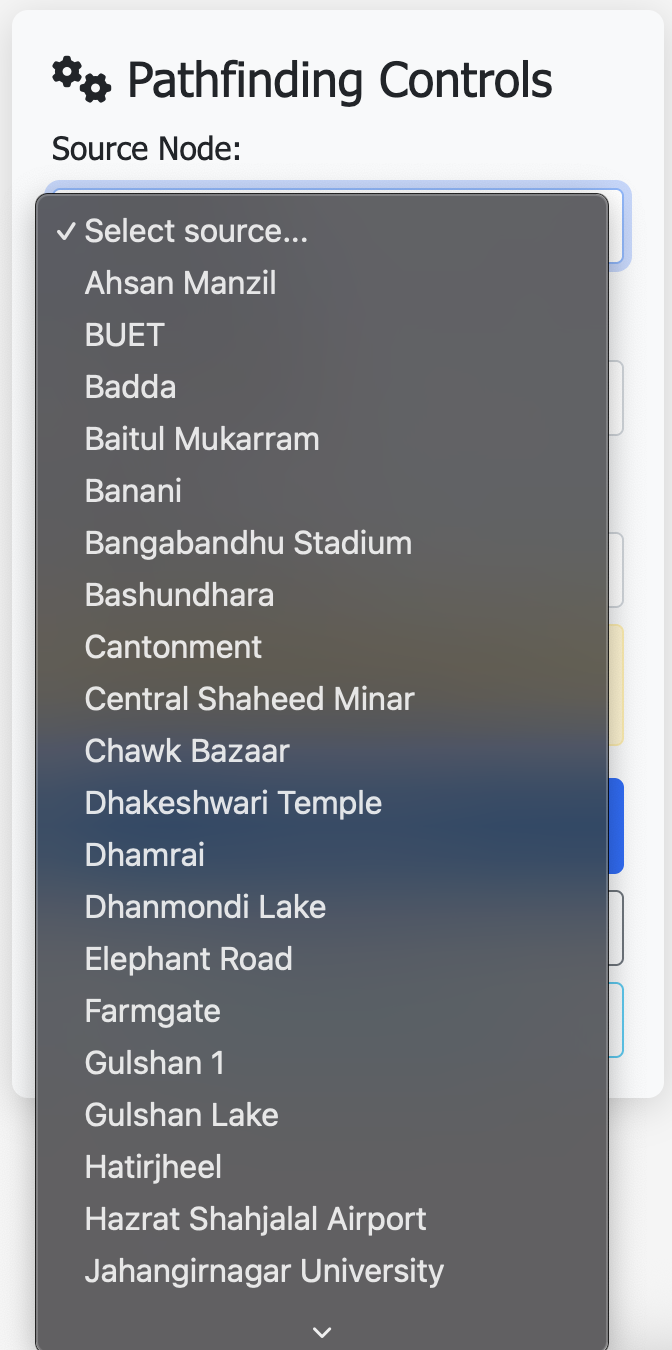 Pathfinding Controls
Source Node:
✓ Select source...
Ahsan Manzil
BUET
Badda
Baitul Mukarram
Banani
Bangabandhu Stadium
Bashundhara
Cantonment
Central Shaheed Minar
Chawk Bazaar
Dhakeshwari Temple
Dhamrai
Dhanmondi Lake
Elephant Road
Farmgate
Gulshan 1
Gulshan Lake
Hatirjheel
Hazrat Shahjalal Airport
Jahangirnagar University